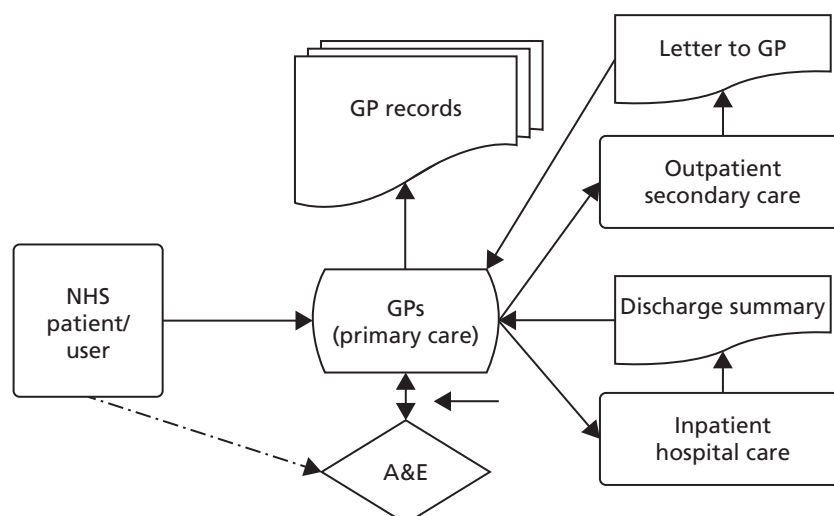 Letter to GP
GP records
Outpatient
secondary care
NHS
patient/
user
GPs
(primary care)
Discharge summary
Inpatient
hospital care
A&E